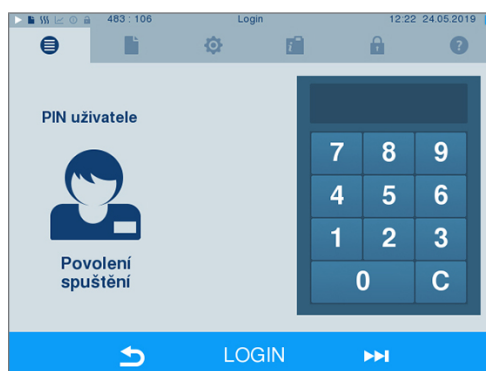 483 : 106 Login 12:22 24.05.2019
i ?
PIN uživatele
7 8 9
4 5 6
1 2 3
0 C
Povolení
spuštění
LOGIN